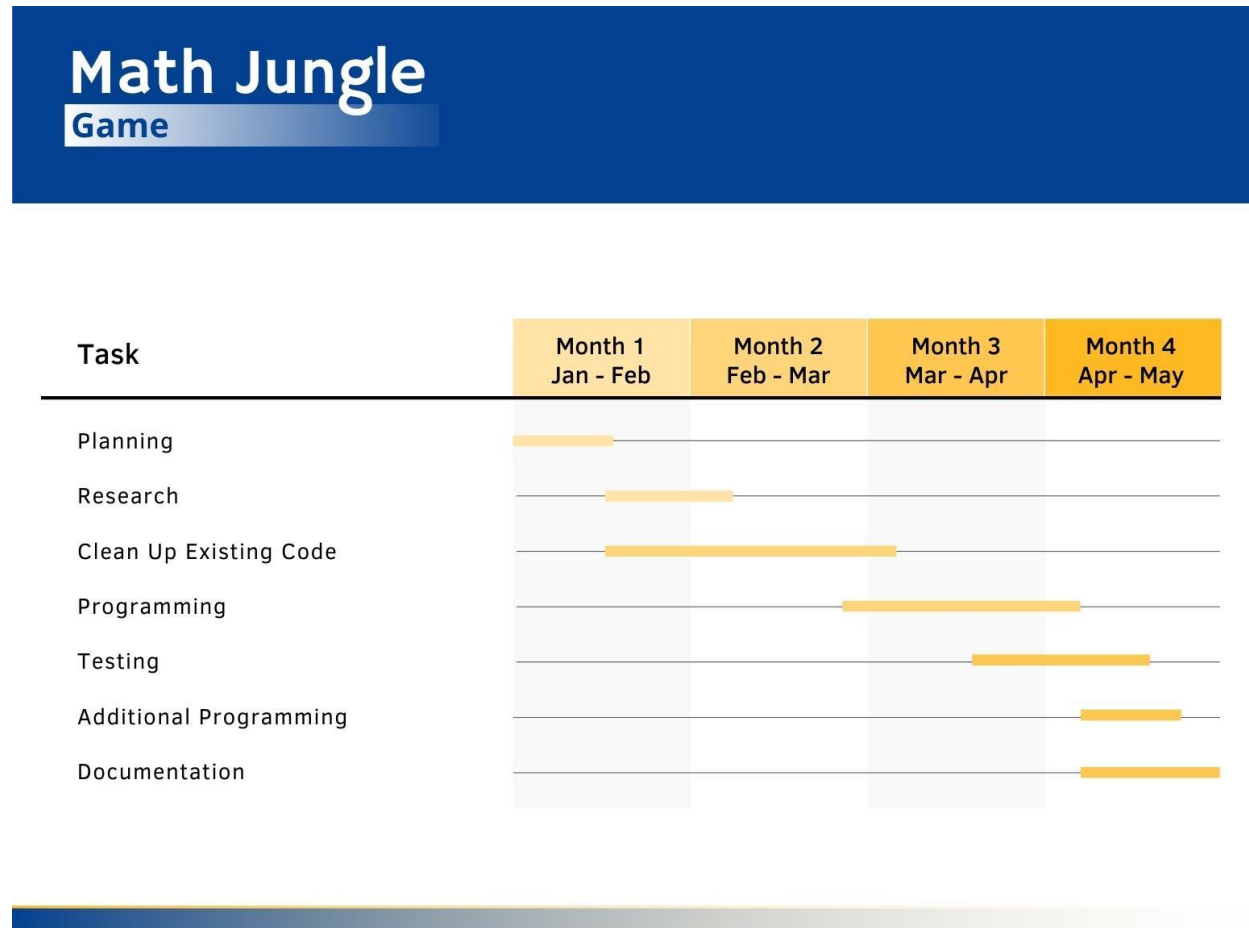 Math Jungle
Game
Task
Month 1
Jan - Feb
Month 2
Feb - Mar
Month 3
Mar - Apr
Month 4
Apr - May
Planning
Research
Clean Up Existing Code
Programming
Testing
Additional Programming
Documentation